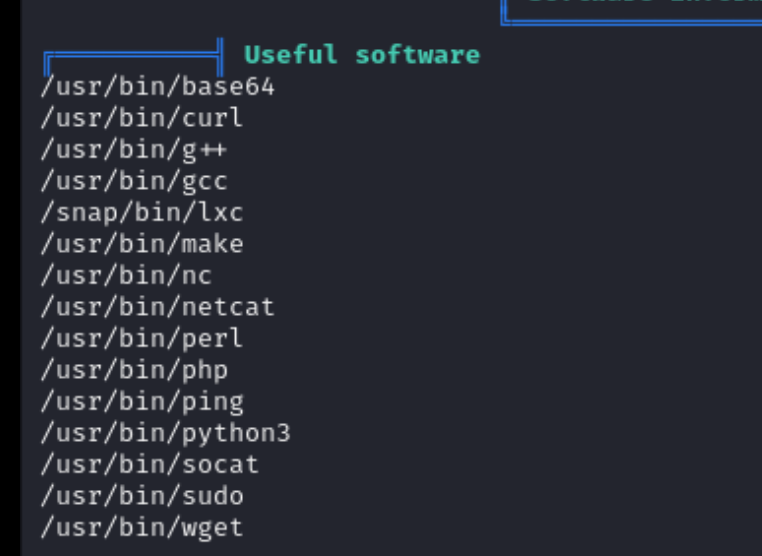 Useful software
/usr/bin/base64
/usr/bin/curl
/usr/bin/g++
/usr/bin/gcc
/snap/bin/lxc
/usr/bin/make
/usr/bin/nc
/usr/bin/netcat
/usr/bin/perl
/usr/bin/php
/usr/bin/ping
/usr/bin/python3
/usr/bin/socat
/usr/bin/sudo
/usr/bin/wget